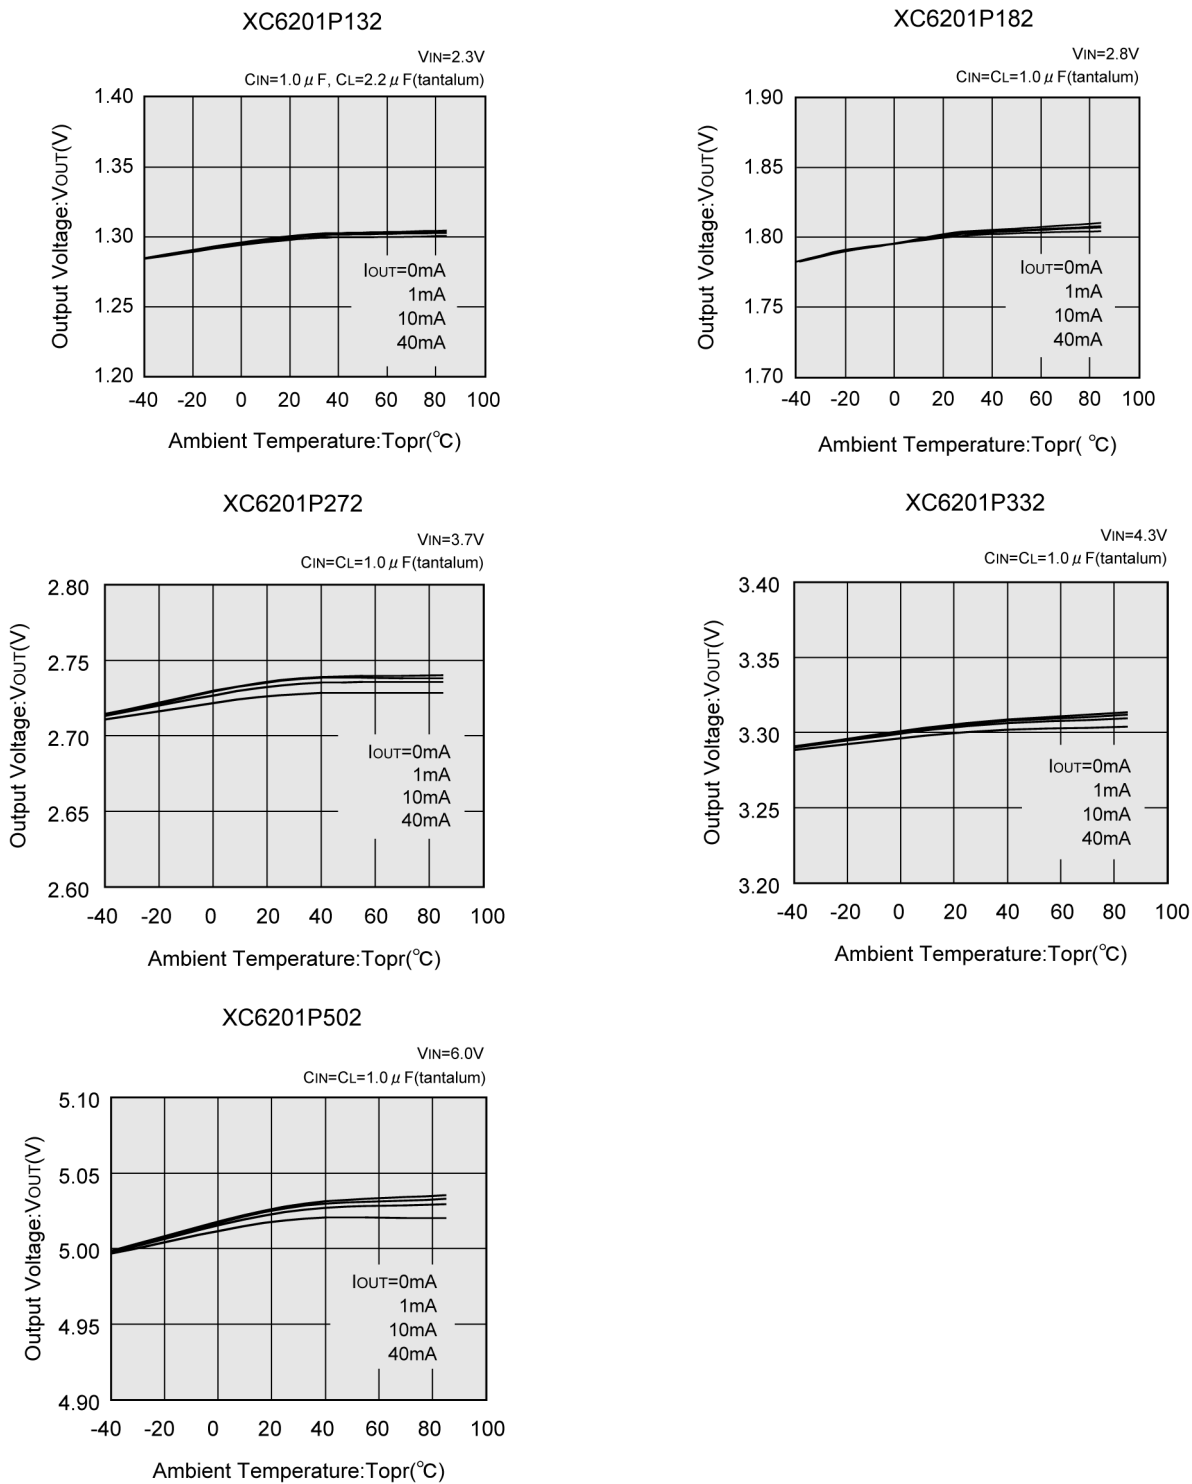 XC6201P132
VIN=2.3V
CIN=1.0μF, CL=2.2μF(tantalum)
Output Voltage:VOUT(V)
1.40
1.35
1.30
1.25
1.20
IOUT=0mA
1mA
10mA
40mA
-40 -20 0 20 40 60 80 100
Ambient Temperature:Topr(℃)
XC6201P182
VIN=2.8V
CIN=CL=1.0μF(tantalum)
Output Voltage:VOUT(V)
1.90
1.85
1.80
1.75
1.70
IOUT=0mA
1mA
10mA
40mA
-40 -20 0 20 40 60 80 100
Ambient Temperature:Topr( ℃)
XC6201P272
VIN=3.7V
CIN=CL=1.0μF(tantalum)
Output Voltage:VOUT(V)
2.80
2.75
2.70
2.65
2.60
IOUT=0mA
1mA
10mA
40mA
-40 -20 0 20 40 60 80 100
Ambient Temperature:Topr(℃)
XC6201P332
VIN=4.3V
CIN=CL=1.0μF(tantalum)
Output Voltage:VOUT(V)
3.40
3.35
3.30
3.25
3.20
IOUT=0mA
1mA
10mA
40mA
-40 -20 0 20 40 60 80 100
Ambient Temperature:Topr(℃)
XC6201P502
VIN=6.0V
CIN=CL=1.0μF(tantalum)
Output Voltage:VOUT(V)
5.10
5.05
5.00
4.95
4.90
IOUT=0mA
1mA
10mA
40mA
-40 -20 0 20 40 60 80 100
Ambient Temperature:Topr(℃)